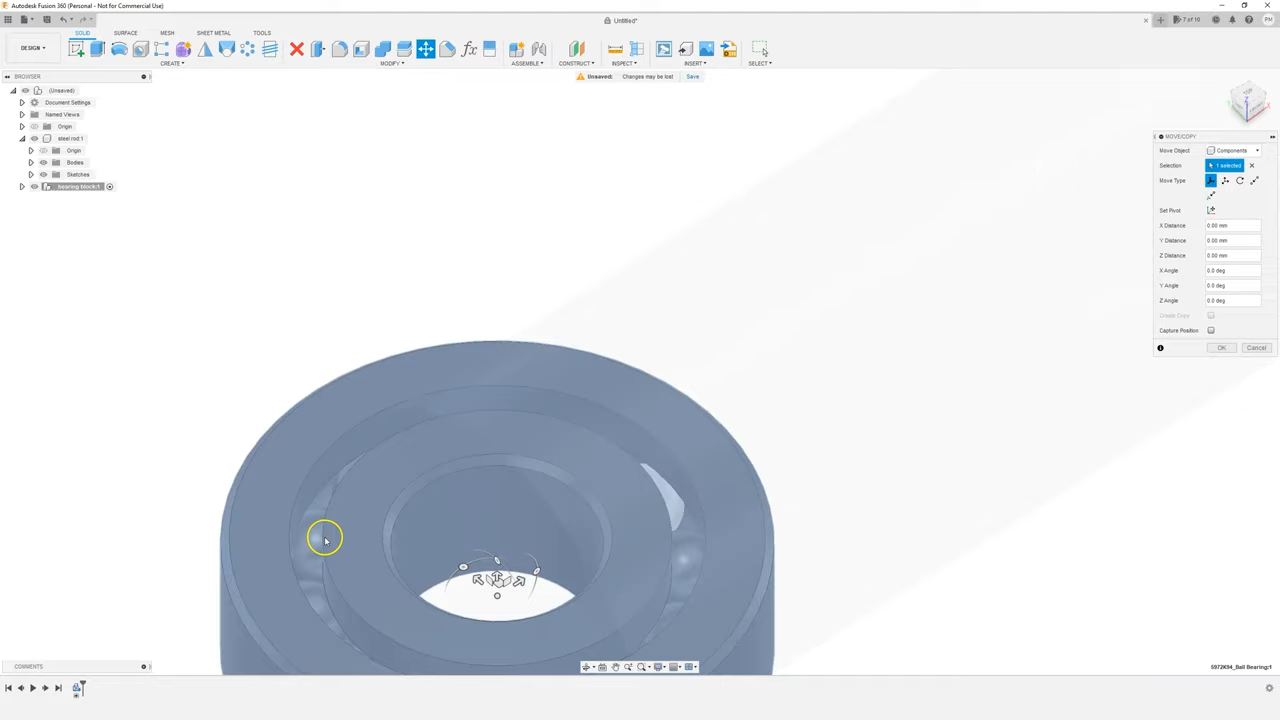 Autodesk Fusion 360 (Personal - Not for Commercial Use)
Untitled*
7 of 10
PM
DESIGN
SOLID SURFACE MESH SHEET METAL TOOLS
CREATE MODIFY ASSEMBLE CONSTRUCT INSPECT INSERT SELECT
BROWSER
Unsaved: Changes may be lost Save
(Unsaved)
Document Settings
Named Views
Origin
steel rod:1
Origin
Bodies
Sketches
bearing block:1
MOVE/COPY
Move Object Components
Selection 1 selected
Move Type
Set Pivot
X Distance 0.00 mm
Y Distance 0.00 mm
Z Distance 0.00 mm
X Angle 0.0 deg
Y Angle 0.0 deg
Z Angle 0.0 deg
Create Copy
Capture Position
OK Cancel
COMMENTS
5972K94_Ball Bearing:1